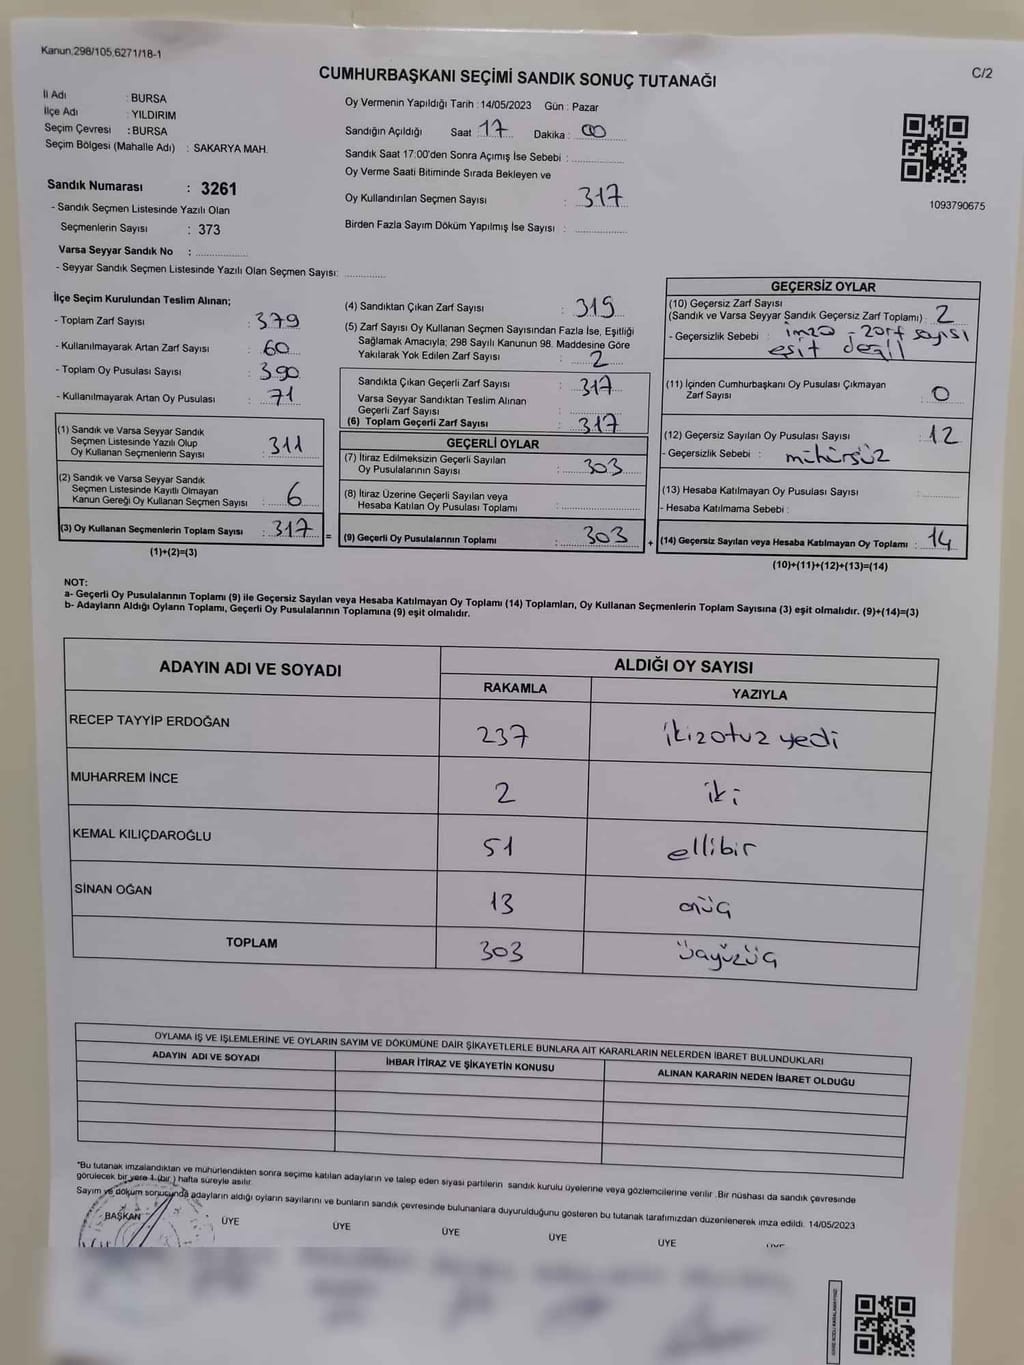 Kanun.298/105,6271/18-1
C/2
CUMHURBAŞKANI SEÇİMİ SANDIK SONUÇ TUTANAĞI
İl Adı : BURSA
İlçe Adı : YILDIRIM
Seçim Çevresi : BURSA
Seçim Bölgesi (Mahalle Adı) : SAKARYA MAH.
Sandık Numarası : 3261
- Sandık Seçmen Listesinde Yazılı Olan
Seçmenlerin Sayısı : 373
Varsa Seyyar Sandık No :
- Seyyar Sandık Seçmen Listesinde Yazılı Olan Seçmen Sayısı:
Oy Vermenin Yapıldığı Tarih : 14/05/2023 Gün : Pazar
Sandığın Açıldığı Saat : 17 Dakika : 00
Sandık Saat 17:00'den Sonra Açımış İse Sebebi :
Oy Verme Saati Bitiminde Sırada Bekleyen ve
Oy Kullandırılan Seçmen Sayısı : 317
Birden Fazla Sayım Döküm Yapılmış İse Sayısı :
1093790675
İlçe Seçim Kurulundan Teslim Alınan;
- Toplam Zarf Sayısı : 379
- Kullanılmayarak Artan Zarf Sayısı : 60
- Toplam Oy Pusulası Sayısı : 390
- Kullanılmayarak Artan Oy Pusulası : 71
(1) Sandık ve Varsa Seyyar Sandık
Seçmen Listesinde Yazılı Olup
Oy Kullanan Seçmenlerin Sayısı : 311
(2) Sandık ve Varsa Seyyar Sandık
Seçmen Listesinde Kayıtlı Olmayan
Kanun Gereği Oy Kullanan Seçmen Sayısı : 6
(3) Oy Kullanan Seçmenlerin Toplam Sayısı : 317 =
(1)+(2)=(3)
(4) Sandıktan Çıkan Zarf Sayısı : 319
(5) Zarf Sayısı Oy Kullanan Seçmen Sayısından Fazla İse, Eşitliği
Sağlamak Amacıyla; 298 Sayılı Kanunun 98. Maddesine Göre
Yakılarak Yok Edilen Zarf Sayısı : 2
Sandıkta Çıkan Geçerli Zarf Sayısı : 317
Varsa Seyyar Sandıktan Teslim Alınan
Geçerli Zarf Sayısı :
(6) Toplam Geçerli Zarf Sayısı : 317
GEÇERLİ OYLAR
(7) İtiraz Edilmeksizin Geçerli Sayılan
Oy Pusulalarının Sayısı : 303
(8) İtiraz Üzerine Geçerli Sayılan veya
Hesaba Katılan Oy Pusulası Toplamı :
(9) Geçerli Oy Pusulalarının Toplamı : 303 +
GEÇERSİZ OYLAR
(10) Geçersiz Zarf Sayısı
(Sandık ve Varsa Seyyar Sandık Geçersiz Zarf Toplamı) : 2
- Geçersizlik Sebebi : imza - zarf sayısı
eşit değil
(11) İçinden Cumhurbaşkanı Oy Pusulası Çıkmayan
Zarf Sayısı : 0
(12) Geçersiz Sayılan Oy Pusulası Sayısı : 12
- Geçersizlik Sebebi : mühürsüz
(13) Hesaba Katılmayan Oy Pusulası Sayısı :
- Hesaba Katılmama Sebebi :
(14) Geçersiz Sayılan veya Hesaba Katılmayan Oy Toplamı : 14
(10)+(11)+(12)+(13)=(14)
NOT:
a- Geçerli Oy Pusulalarının Toplamı (9) ile Geçersiz Sayılan veya Hesaba Katılmayan Oy Toplamı (14) Toplamları, Oy Kullanan Seçmenlerin Toplam Sayısına (3) eşit olmalıdır. (9)+(14)=(3)
b- Adayların Aldığı Oyların Toplamı, Geçerli Oy Pusulalarının Toplamına (9) eşit olmalıdır.
ADAYIN ADI VE SOYADI ALDIĞI OY SAYISI
RAKAMLA YAZIYLA
RECEP TAYYİP ERDOĞAN 237 ikizotuz yedi
MUHARREM İNCE 2 iki
KEMAL KILIÇDAROĞLU 51 ellibir
SİNAN OĞAN 13 onüç
TOPLAM 303
OYLAMA İŞ VE İŞLEMLERİNE VE OYLARIN SAYIM VE DÖKÜMÜNE DAİR ŞİKAYETLERLE BUNLARA AİT KARARLARIN NELERDEN İBARET BULUNDUKLARI
ADAYIN ADI VE SOYADI İHBAR İTİRAZ VE ŞİKAYETİN KONUSU ALINAN KARARIN NEDEN İBARET OLDUĞU
*Bu tutanak imzalandıktan ve mühürlendikten sonra seçime katılan adayların ve talep eden siyasi partilerin sandık kurulu üyelerine veya gözlemcilerine verilir .Bir nüshası da sandık çevresinde
görülecek bir yere 1 (bir ) hafta süreyle asılır.
Sayım ve döküm sonucunda adayların aldığı oyların sayılarını ve bunların sandık çevresinde bulunanlara duyurulduğunu gösteren bu tutanak tarafımızdan düzenlenerek imza edildi. 14/05/2023
BAŞKAN ÜYE ÜYE ÜYE ÜYE ÜYE